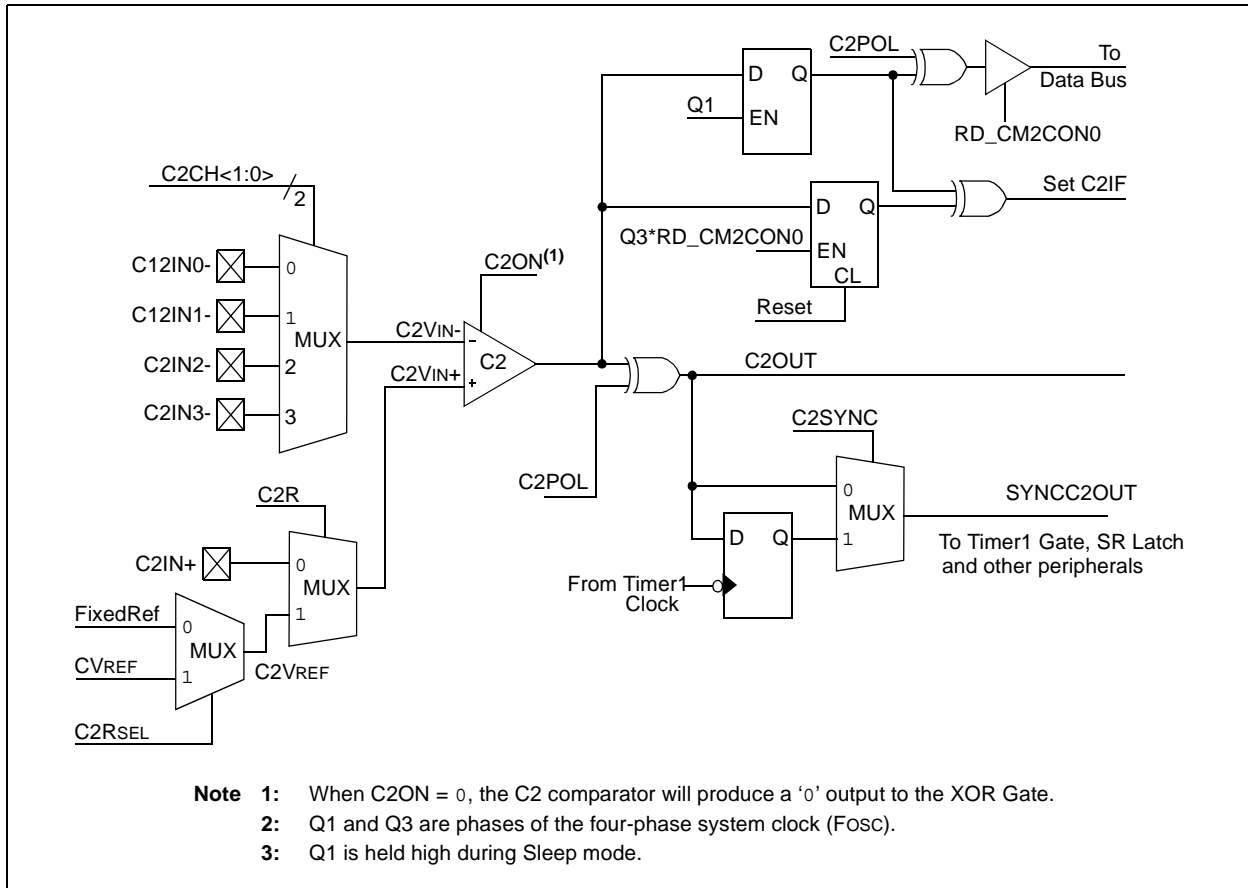 C2POL
To
Data Bus
RD_CM2CON0
D Q
Q1
EN
Set C2IF
D Q
Q3*RD_CM2CON0
EN
CL
Reset
C2CH<1:0>
2
C12IN0-
0
C12IN1-
1
MUX
C2IN2-
2
C2IN3-
3
C2ON(1)
C2VIN-
-
C2
C2VIN+
+
C2OUT
C2POL
C2SYNC
0
MUX
1
SYNCC2OUT
To Timer1 Gate, SR Latch
and other peripherals
D Q
From Timer1
Clock
C2R
C2IN+
0
MUX
1
FixedRef
0
MUX
CVREF
1
C2VREF
C2RSEL
Note 1: When C2ON = 0, the C2 comparator will produce a ‘0’ output to the XOR Gate.
2: Q1 and Q3 are phases of the four-phase system clock (FOSC).
3: Q1 is held high during Sleep mode.